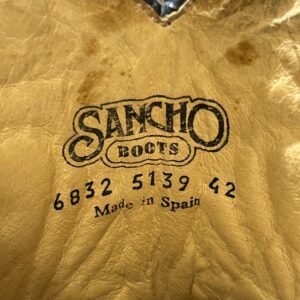 SANCHO
BOOTS
6832 5139 42
Made in Spain